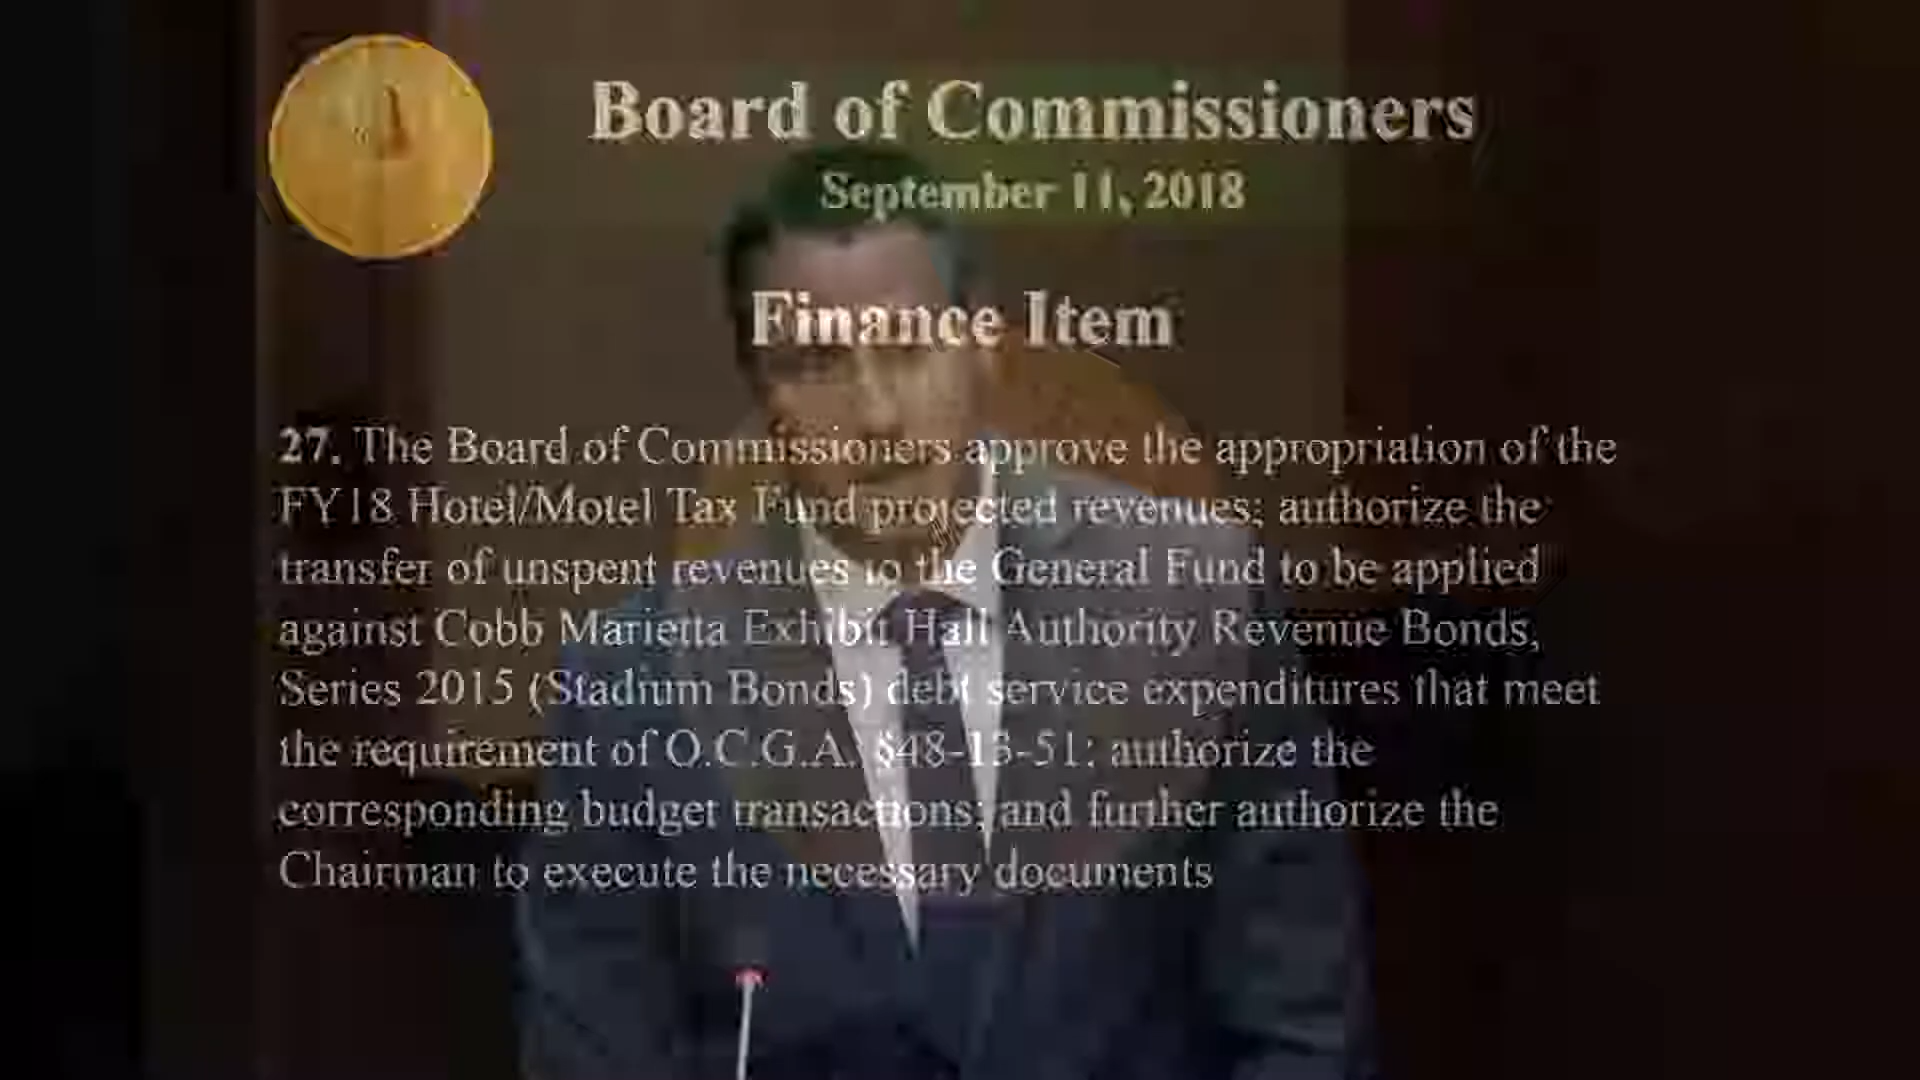 Board of Commissioners
September 11, 2018
Finance Item
27. The Board of Commissioners approve the appropriation of the
FY18 Hotel/Motel Tax Fund projected revenues; authorize the
transfer of unspent revenues to the General Fund to be applied
against Cobb Marietta Exhibit Hall Authority Revenue Bonds,
Series 2015 (Stadium Bonds) debt service expenditures that meet
the requirement of O.C.G.A. §48-13-51; authorize the
corresponding budget transactions; and further authorize the
Chairman to execute the necessary documents